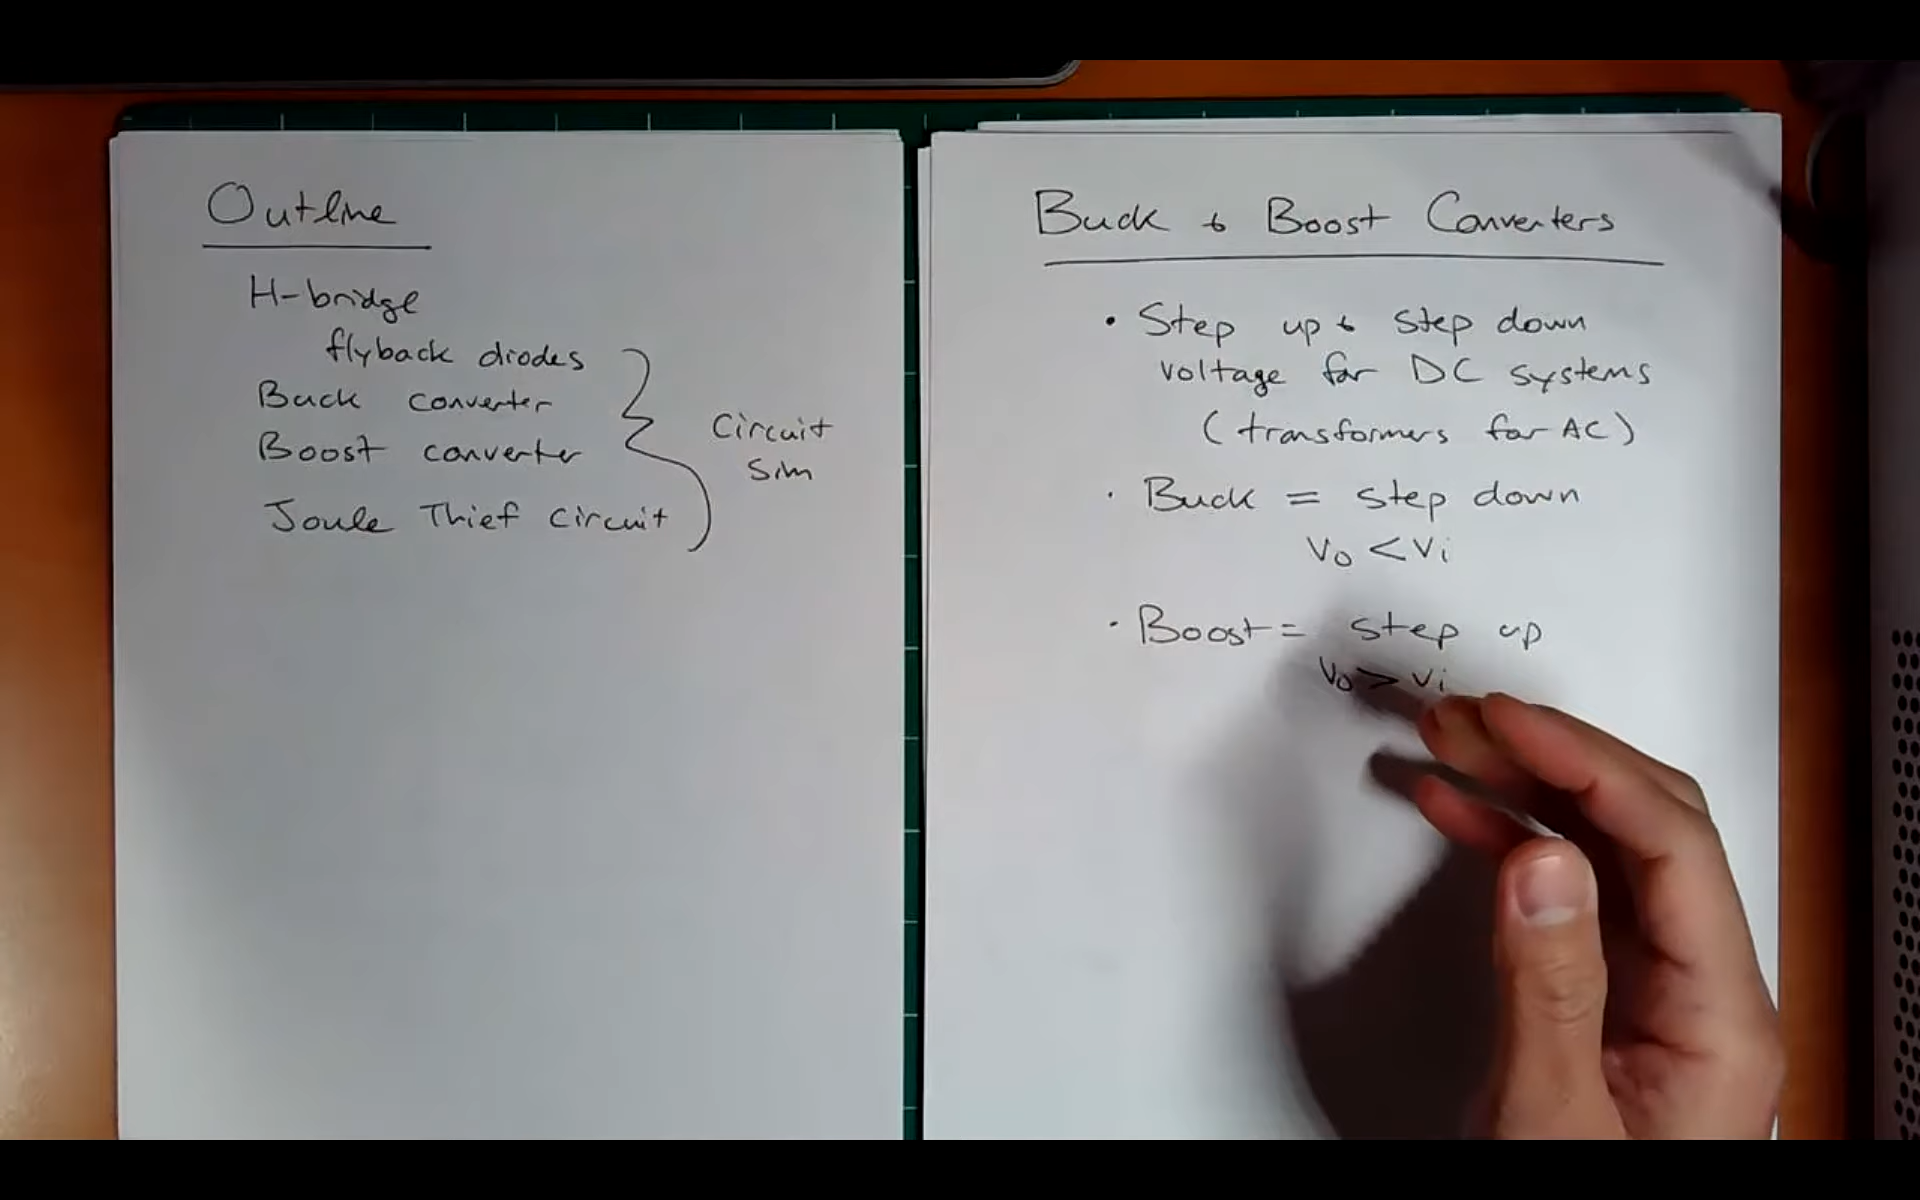 Outline
H-bridge
flyback diodes
Buck converter
Boost converter
Joule Thief Circuit
Circuit
Sim
Buck & Boost Converters
• Step up & step down
voltage for DC systems
(transformers for AC)
· Buck = step down
Vo < Vi
· Boost = step up
Vo > Vi